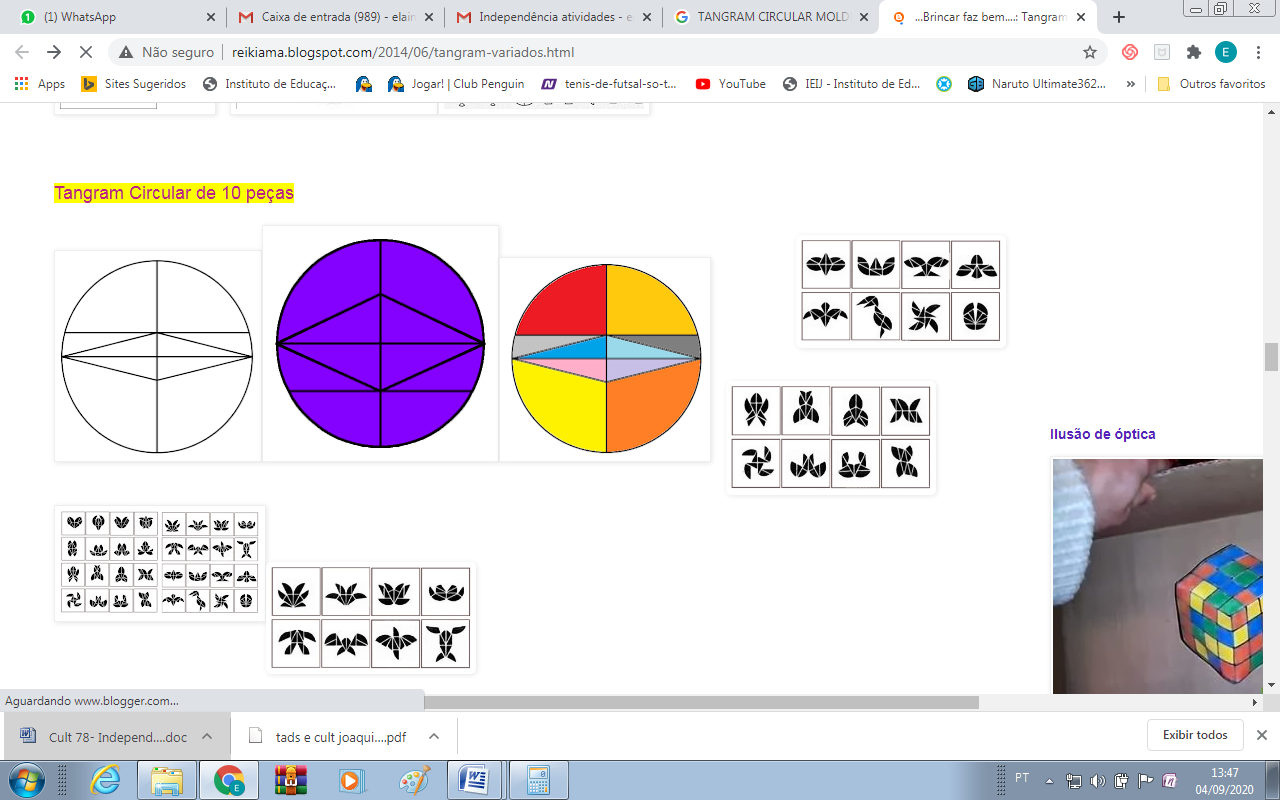 (1) WhatsApp
Caixa de entrada (989) - elain
Independência atividades - e
TANGRAM CIRCULAR MOLD
...Brincar faz bem....: Tangram
Não seguro
reikiama.blogspot.com/2014/06/tangram-variados.html
E
Apps
Sites Sugeridos
Instituto de Educaç...
Jogar! | Club Penguin
tenis-de-futsal-so-t...
YouTube
IEIJ - Instituto de Ed...
Naruto Ultimate362...
»
Outros favoritos
Tangram Circular de 10 peças
Ilusão de óptica
Aguardando www.blogger.com...
Cult 78- Independ....doc
tads e cult joaqui....pdf
Exibir todos
PT
13:47
04/09/2020